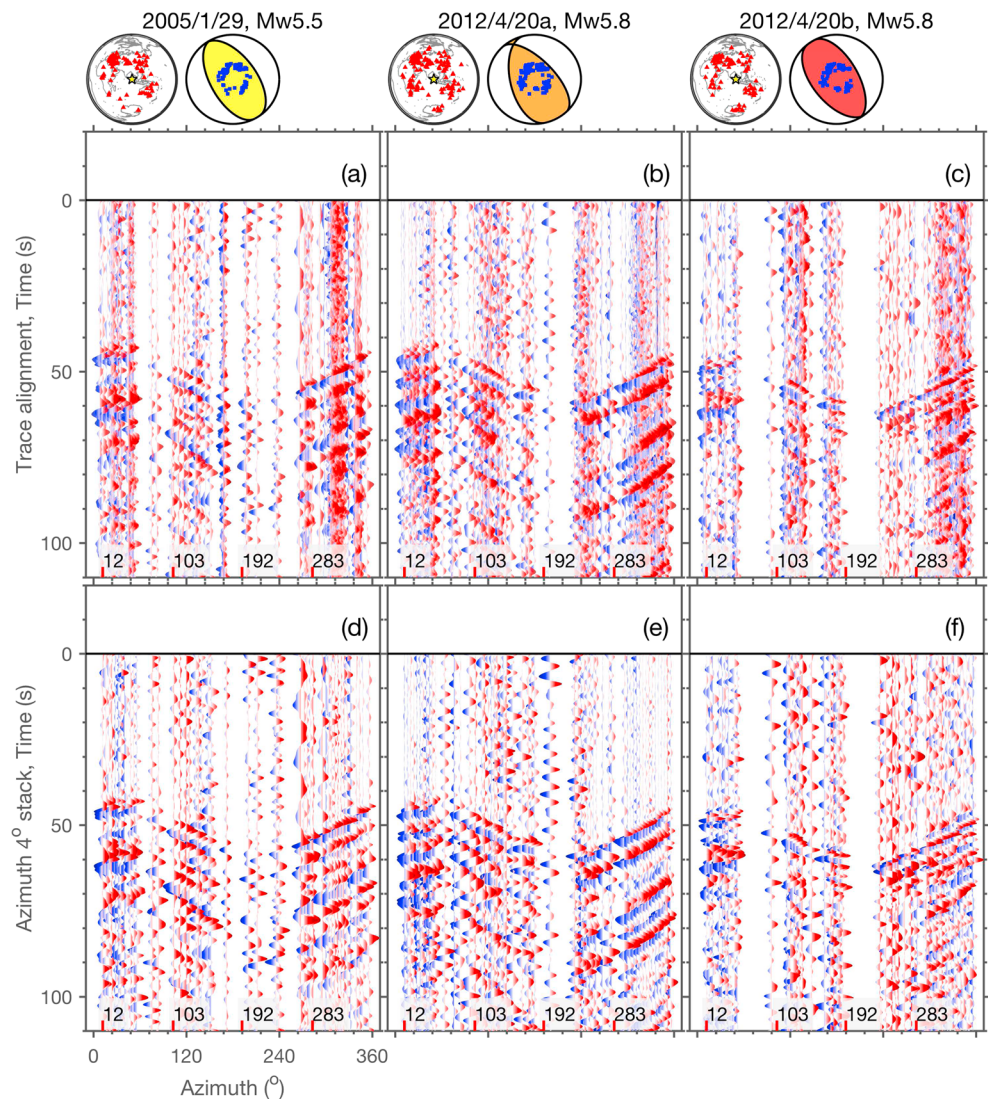 2005/1/29, Mw5.5 2012/4/20a, Mw5.8 2012/4/20b, Mw5.8
(a) (b) (c)
Trace alignment, Time (s)
0
50
100
12 103 192 283 12 103 192 283 12 103 192 283
(d) (e) (f)
Azimuth 4o stack, Time (s)
0
50
100
12 103 192 283 12 103 192 283 12 103 192 283
0 120 240 360
Azimuth (o)